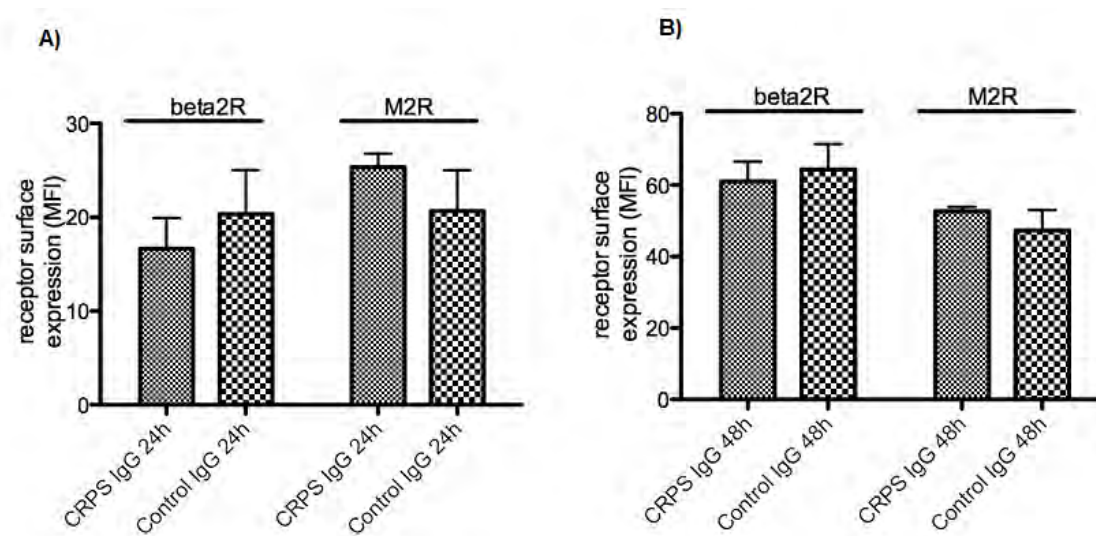 A)
beta2R M2R
30
20
10
0
receptor surface
expression (MFI)
CRPS IgG 24h
Control IgG 24h
CRPS IgG 24h
Control IgG 24h
B)
beta2R M2R
80
60
40
20
0
receptor surface
expression (MFI)
CRPS IgG 48h
Control IgG 48h
CRPS IgG 48h
Control IgG 48h